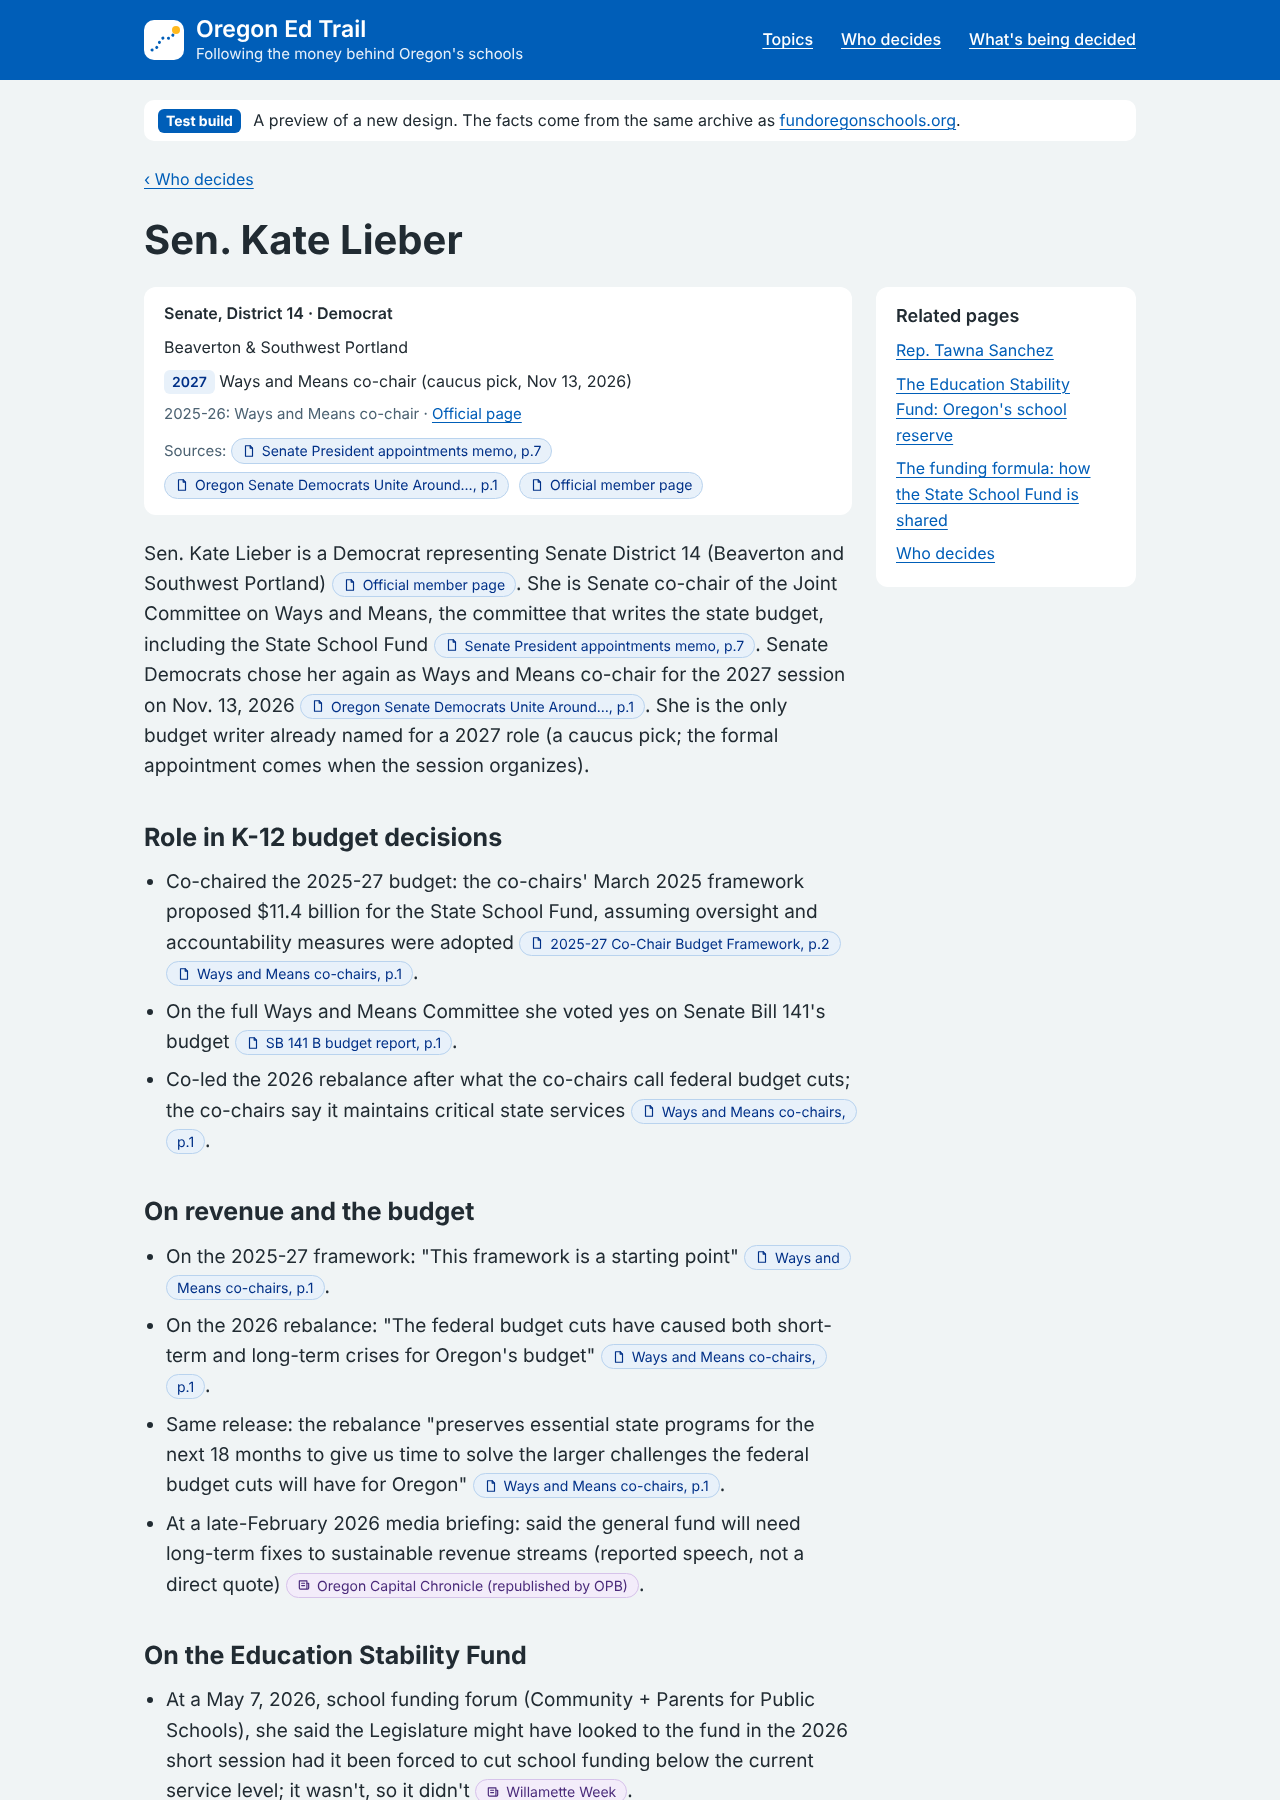 Oregon Ed Trail
Following the money behind Oregon's schools
Topics
Who decides
What's being decided
Test build
A preview of a new design. The facts come from the same archive as fundoregonschools.org.
‹ Who decides
Sen. Kate Lieber
Senate, District 14 · Democrat
Beaverton & Southwest Portland
2027 Ways and Means co-chair (caucus pick, Nov 13, 2026)
2025-26: Ways and Means co-chair · Official page
Sources: Senate President appointments memo, p.7
Oregon Senate Democrats Unite Around…, p.1 Official member page
Related pages
Rep. Tawna Sanchez
The Education Stability
Fund: Oregon's school
reserve
The funding formula: how
the State School Fund is
shared
Who decides
Sen. Kate Lieber is a Democrat representing Senate District 14 (Beaverton and
Southwest Portland) Official member page. She is Senate co-chair of the Joint
Committee on Ways and Means, the committee that writes the state budget,
including the State School Fund Senate President appointments memo, p.7. Senate
Democrats chose her again as Ways and Means co-chair for the 2027 session
on Nov. 13, 2026 Oregon Senate Democrats Unite Around…, p.1. She is the only
budget writer already named for a 2027 role (a caucus pick; the formal
appointment comes when the session organizes).
Role in K-12 budget decisions
• Co-chaired the 2025-27 budget: the co-chairs' March 2025 framework
proposed $11.4 billion for the State School Fund, assuming oversight and
accountability measures were adopted 2025-27 Co-Chair Budget Framework, p.2
Ways and Means co-chairs, p.1.
• On the full Ways and Means Committee she voted yes on Senate Bill 141's
budget SB 141 B budget report, p.1.
• Co-led the 2026 rebalance after what the co-chairs call federal budget cuts;
the co-chairs say it maintains critical state services Ways and Means co-chairs,
p.1.
On revenue and the budget
• On the 2025-27 framework: "This framework is a starting point" Ways and
Means co-chairs, p.1.
• On the 2026 rebalance: "The federal budget cuts have caused both short-
term and long-term crises for Oregon's budget" Ways and Means co-chairs,
p.1.
• Same release: the rebalance "preserves essential state programs for the
next 18 months to give us time to solve the larger challenges the federal
budget cuts will have for Oregon" Ways and Means co-chairs, p.1.
• At a late-February 2026 media briefing: said the general fund will need
long-term fixes to sustainable revenue streams (reported speech, not a
direct quote) Oregon Capital Chronicle (republished by OPB).
On the Education Stability Fund
• At a May 7, 2026, school funding forum (Community + Parents for Public
Schools), she said the Legislature might have looked to the fund in the 2026
short session had it been forced to cut school funding below the current
service level; it wasn't, so it didn't Willamette Week.